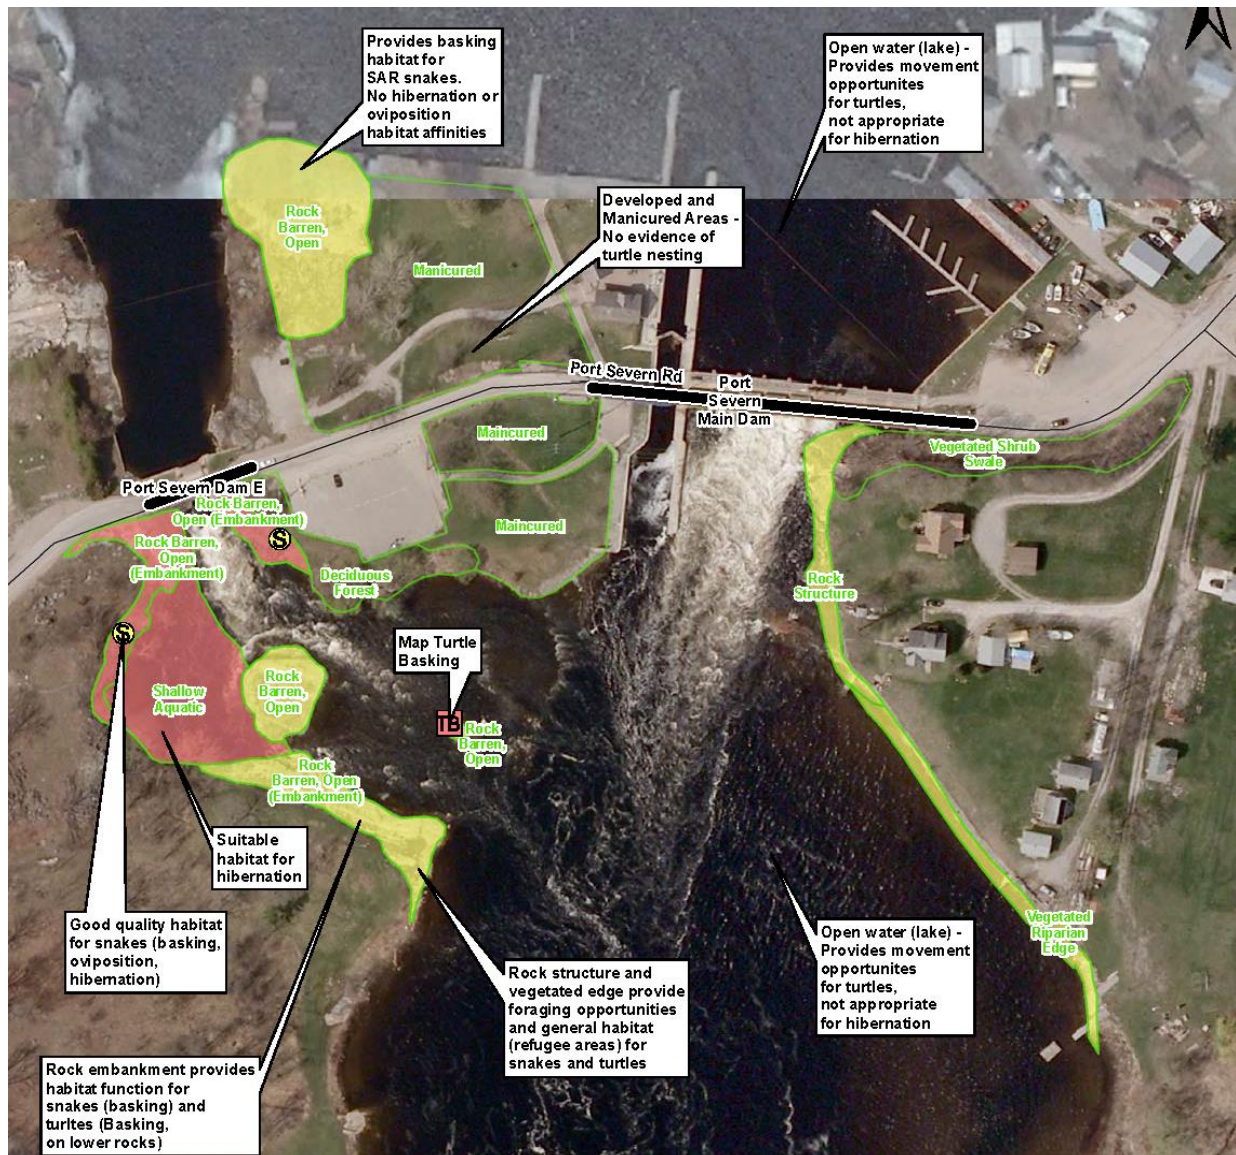 Provides basking
habitat for
SAR snakes.
No hibernation or
oviposition
habitat affinities
Open water (lake) -
Provides movement
opportunites
for turtles,
not appropriate
for hibernation
Developed and
Manicured Areas -
No evidence of
turtle nesting
Rock
Barren,
Open
Manicured
Port Severn Rd
Port
Severn
Main Dam
Maincured
Vegetated Shrub
Swale
Port Severn Dam E
Rock Barren,
Open (Embankment)
S
Rock Barren,
Open
(Embankment)
Maincured
Deciduous
Forest
Rock
Structure
S
Map Turtle
Basking
Shallow
Aquatic
Rock
Barren,
Open
TB
Rock
Barren,
Open
Rock
Barren, Open
(Embankment)
Suitable
habitat for
hibernation
Good quality habitat
for snakes (basking,
oviposition,
hibernation)
Vegetated
Riparian
Edge
Open water (lake) -
Provides movement
opportunites
for turtles,
not appropriate
for hibernation
Rock structure and
vegetated edge provide
foraging opportunities
and general habitat
(refugee areas) for
snakes and turtles
Rock embankment provides
habitat function for
snakes (basking) and
turltes (Basking,
on lower rocks)